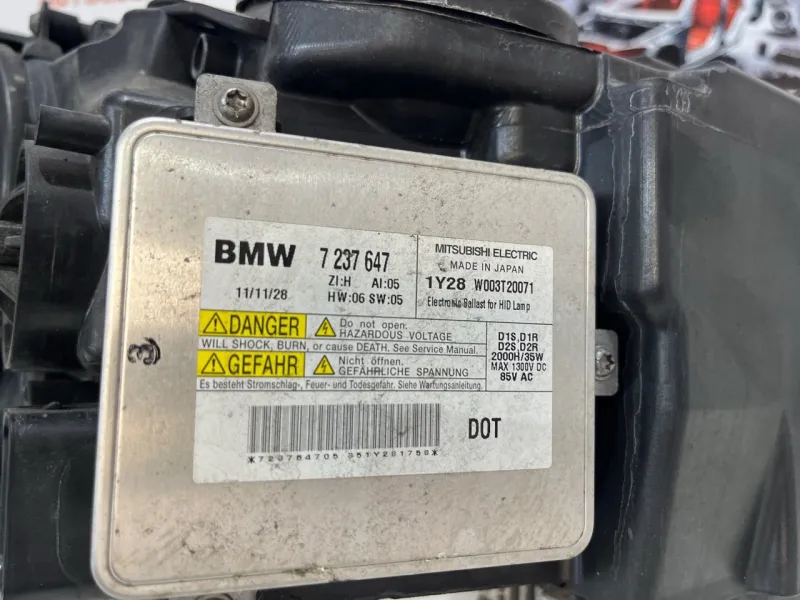 BMW 7 237 647
ZI:H AI:05
11/11/28 HW:06 SW:05
MITSUBISHI ELECTRIC
MADE IN JAPAN
1Y28 W003T20071
Electronic Ballast for HID Lamp
DANGER Do not open.
HAZARDOUS VOLTAGE
WILL SHOCK, BURN, or cause DEATH. See Service Manual.
GEFAHR Nicht öffnen.
GEFÄHRLICHE SPANNUNG
Es besteht Stromschlag-, Feuer- und Todesgefahr. Siehe Wartungsanleitung.
D1S,D1R
D2S,D2R
2000H/35W
MAX 1300V DC
85V AC
DOT
*723764705 351Y281758*
3